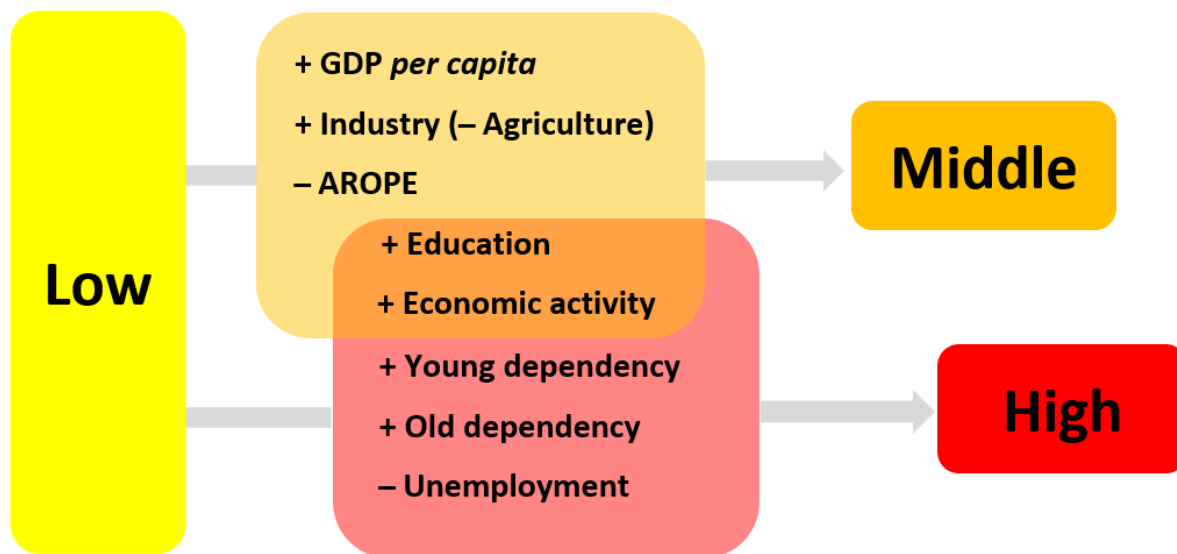 Low
+ GDP per capita
+ Industry (– Agriculture)
– AROPE
+ Education
+ Economic activity
+ Young dependency
+ Old dependency
– Unemployment
Middle
High